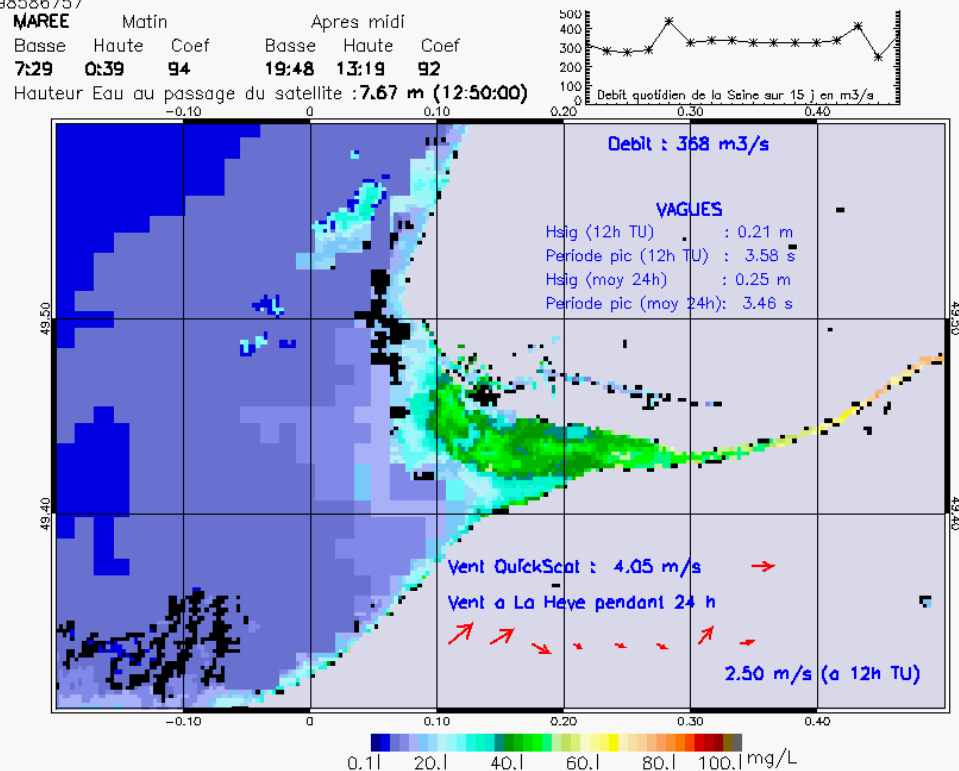 MAREE Matin Apres midi
Basse Haute Coef Basse Haute Coef
7:29 0:39 94 19:48 13:19 92
Hauteur Eau au passage du satellite : 7.67 m (12:50:00)
500
400
300
200
100
0
Debit quotidien de la Seine sur 15 j en m3/s
-0.10 0 0.10 0.20 0.30 0.40
Debit : 368 m3/s
VAGUES
Hsig (12h TU) : 0.21 m
Periode pic (12h TU) : 3.58 s
Hsig (moy 24h) : 0.25 m
Periode pic (moy 24h): 3.46 s
49.50 49.50
49.40 49.40
Vent QuickScat : 4.05 m/s
Vent a La Heve pendant 24 h
2.50 m/s (a 12h TU)
-0.10 0 0.10 0.20 0.30 0.40
0.1 20. 40. 60. 80. 100. mg/L